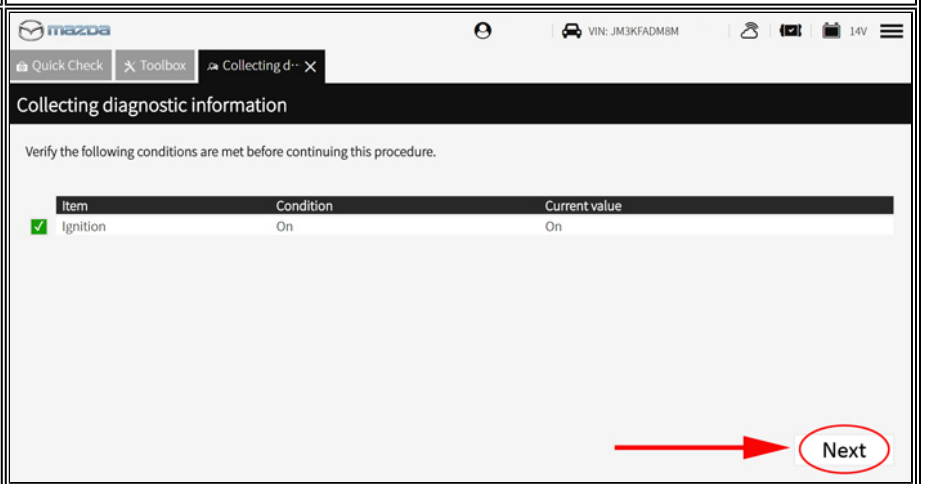 mazda
VIN: JM3KFADM8M
14V
Quick Check
Toolbox
Collecting d···
Collecting diagnostic information
Verify the following conditions are met before continuing this procedure.
Item Condition Current value
Ignition On On
Next